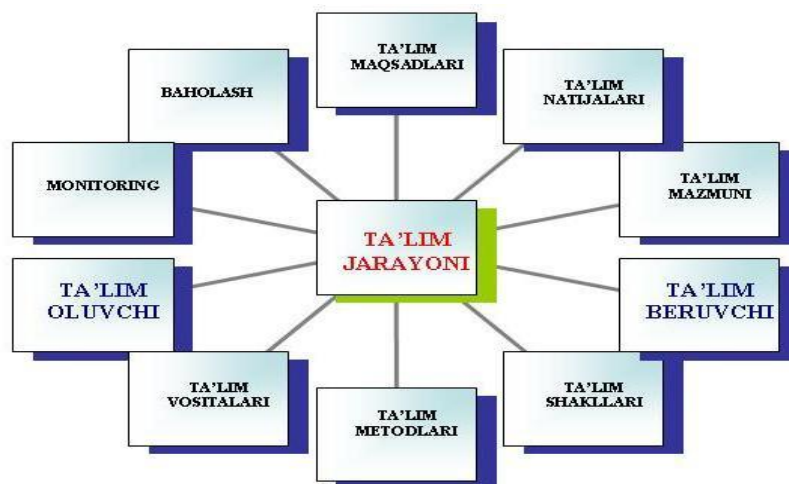 TA’LIM
MAQSADLARI
BAHOLASH
TA’LIM
NATIJALARI
MONITORING
TA’LIM
MAZMUNI
TA’LIM
JARAYONI
TA’LIM
OLUVCHI
TA’LIM
BERUVCHI
TA’LIM
VOSITALARI
TA’LIM
METODLARI
TA’LIM
SHAKLLARI